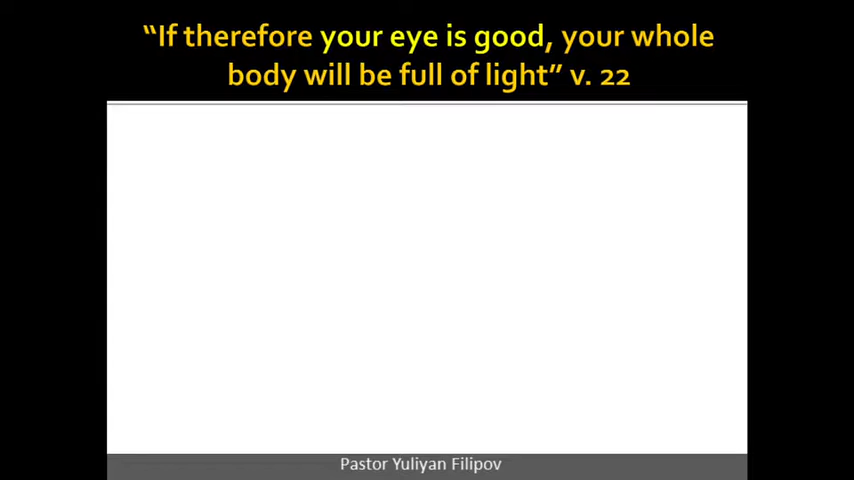 “If therefore your eye is good, your whole
body will be full of light” v. 22
Pastor Yuliyan Filipov